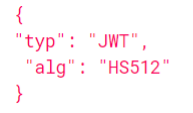 {
"typ": "JWT",
"alg": "HS512"
}